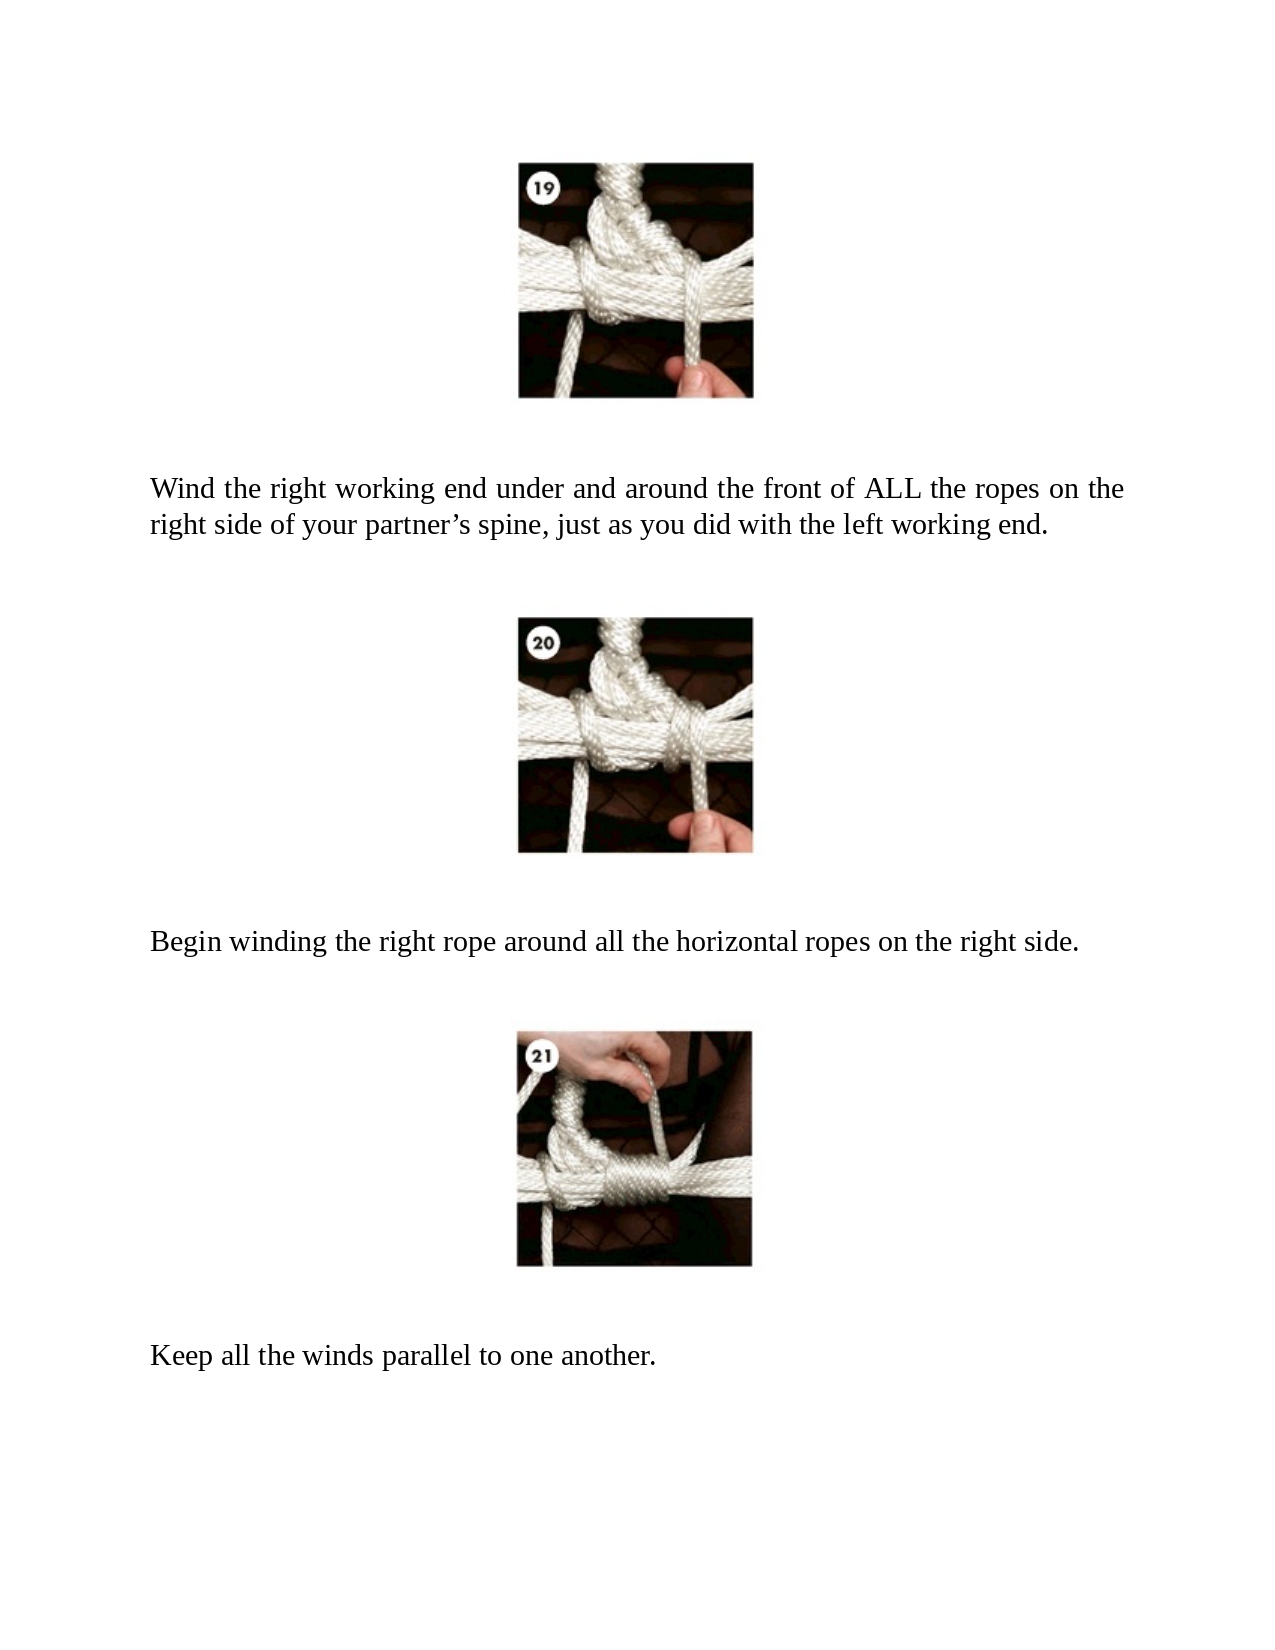 19
Wind the right working end under and around the front of ALL the ropes on the
right side of your partner’s spine, just as you did with the left working end.
20
Begin winding the right rope around all the horizontal ropes on the right side.
21
Keep all the winds parallel to one another.